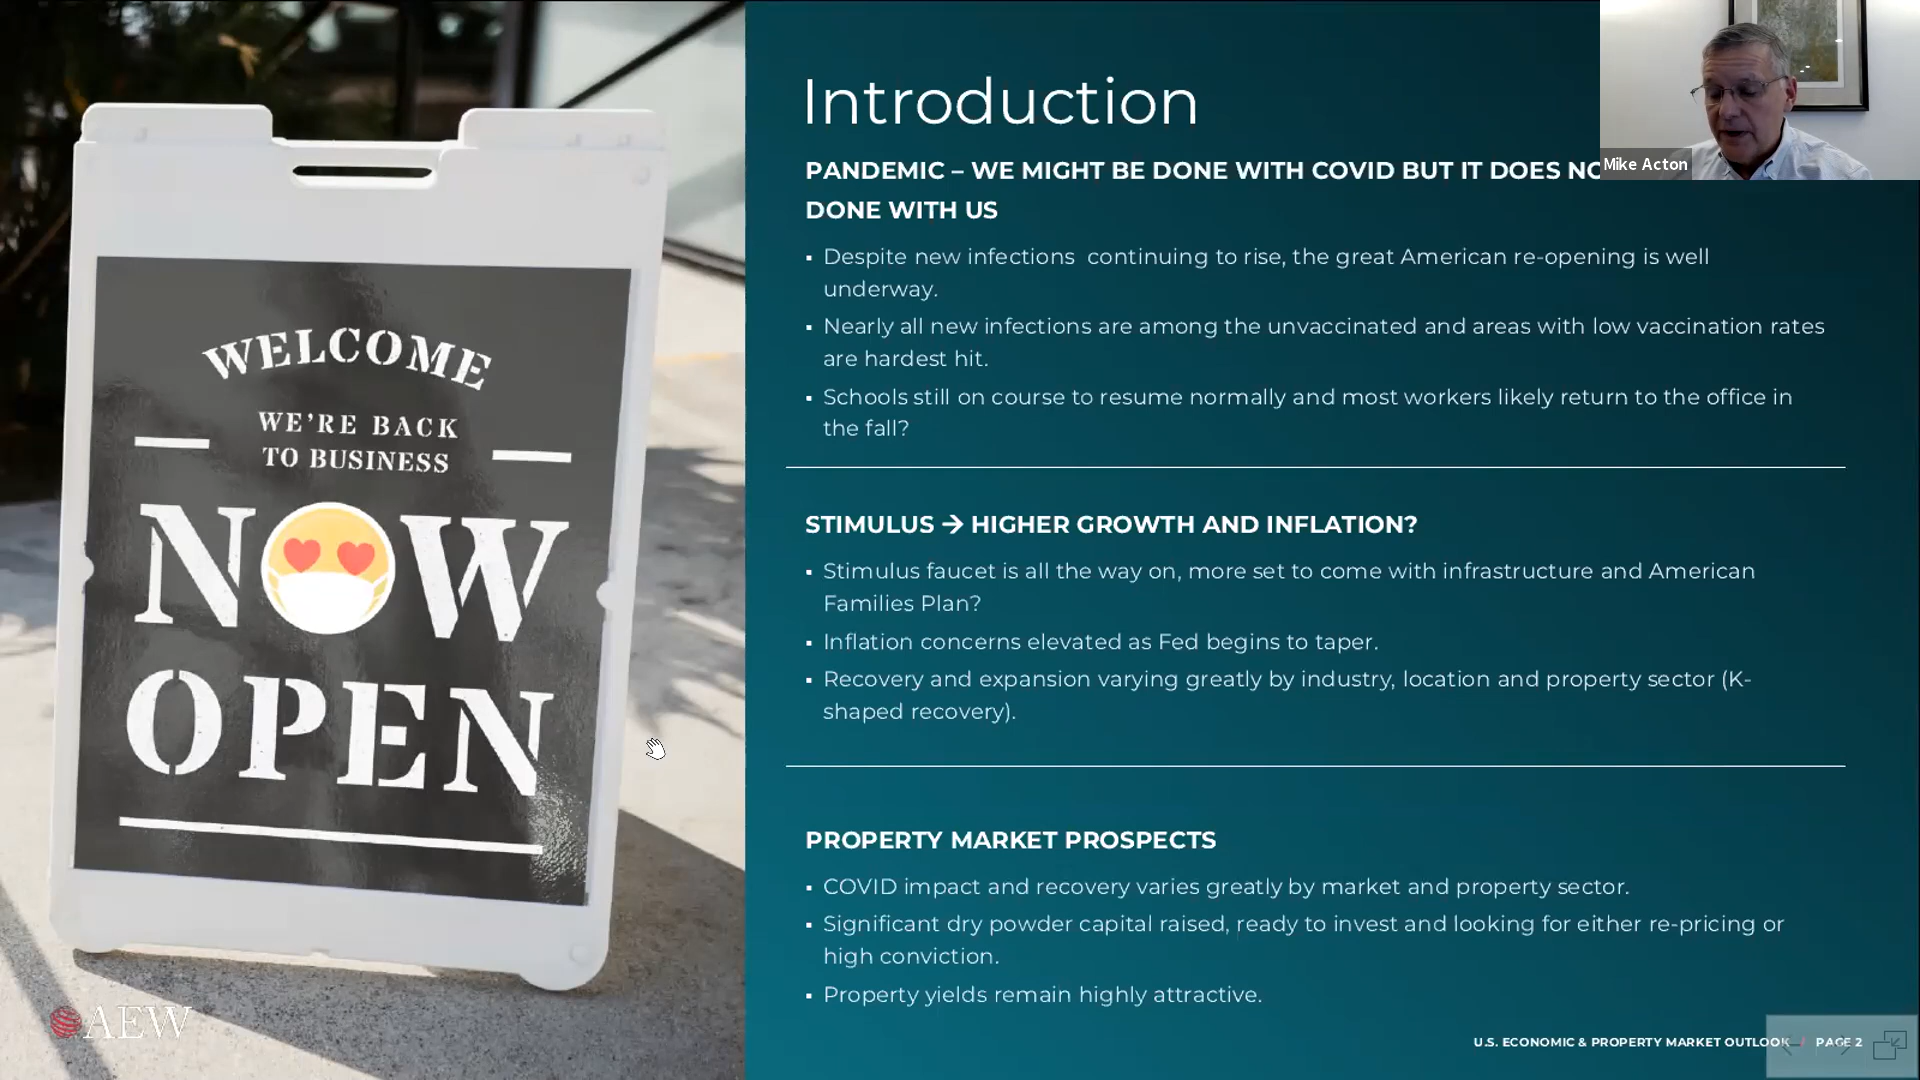 WELCOME
WE'RE BACK
TO BUSINESS
NOW
OPEN
AEW
Introduction
Mike Acton
PANDEMIC – WE MIGHT BE DONE WITH COVID BUT IT DOES
DONE WITH US
▪ Despite new infections continuing to rise, the great American re-opening is well
underway.
▪ Nearly all new infections are among the unvaccinated and areas with low vaccination rates
are hardest hit.
▪ Schools still on course to resume normally and most workers likely return to the office in
the fall?
STIMULUS → HIGHER GROWTH AND INFLATION?
▪ Stimulus faucet is all the way on, more set to come with infrastructure and American
Families Plan?
▪ Inflation concerns elevated as Fed begins to taper.
▪ Recovery and expansion varying greatly by industry, location and property sector (K-
shaped recovery).
PROPERTY MARKET PROSPECTS
▪ COVID impact and recovery varies greatly by market and property sector.
▪ Significant dry powder capital raised, ready to invest and looking for either re-pricing or
high conviction.
▪ Property yields remain highly attractive.
U.S. ECONOMIC & PROPERTY MARKET OUTLOOK / PAGE 2